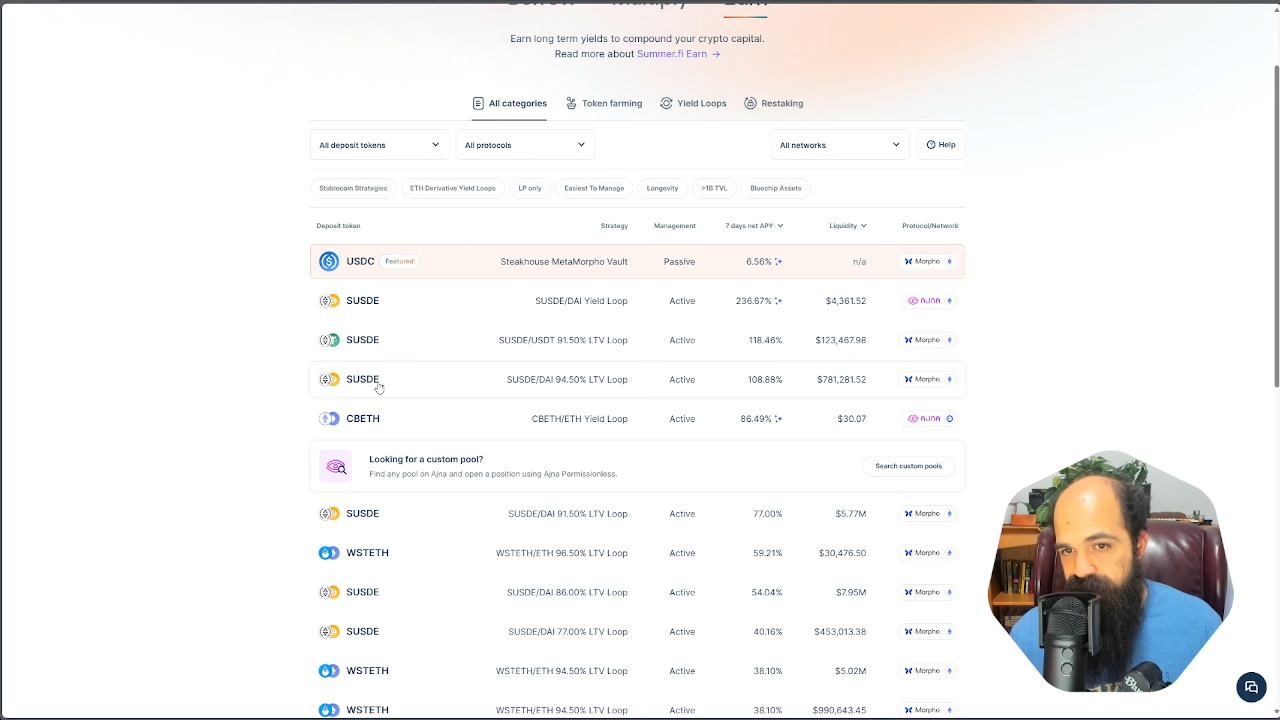 Borrow Multiply Earn
Earn long term yields to compound your crypto capital.
Read more about Summer.fi Earn →
All categories Token farming Yield Loops Restaking
All deposit tokens All protocols All networks Help
Stablecoin Strategies ETH Derivative Yield Loops LP only Easiest To Manage Longevity >1B TVL Bluechip Assets
Deposit token Strategy Management 7 days net APY Liquidity Protocol/Network
USDC Featured Steakhouse MetaMorpho Vault Passive 6.56% n/a Morpho
SUSDE SUSDE/DAI Yield Loop Active 236.67% $4,361.52 AJNA
SUSDE SUSDE/USDT 91.50% LTV Loop Active 118.46% $123,467.98 Morpho
SUSDE SUSDE/DAI 94.50% LTV Loop Active 108.88% $781,281.52 Morpho
CBETH CBETH/ETH Yield Loop Active 86.49% $30.07 AJNA
Looking for a custom pool?
Find any pool on Ajna and open a position using Ajna Permissionless.
Search custom pools
SUSDE SUSDE/DAI 91.50% LTV Loop Active 77.00% $5.77M Morpho
WSTETH WSTETH/ETH 96.50% LTV Loop Active 59.21% $30,476.50 Morpho
SUSDE SUSDE/DAI 86.00% LTV Loop Active 54.04% $7.95M Morpho
SUSDE SUSDE/DAI 77.00% LTV Loop Active 40.16% $453,013.38 Morpho
WSTETH WSTETH/ETH 94.50% LTV Loop Active 38.10% $5.02M Morpho
WSTETH WSTETH/ETH 94.50% LTV Loop Active 38.10% $990,643.45 Morpho